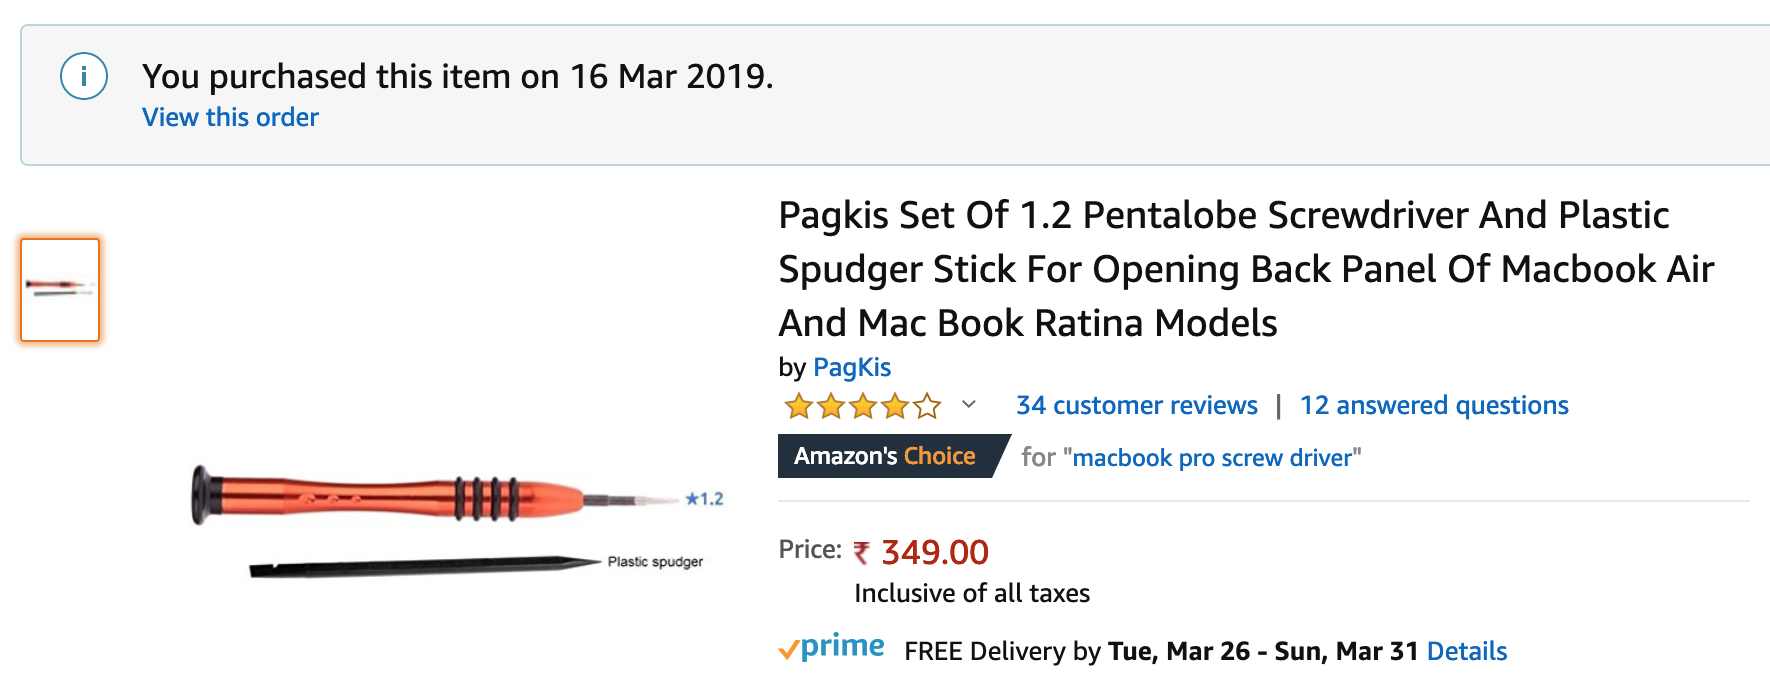 You purchased this item on 16 Mar 2019.
View this order
Pagkis Set Of 1.2 Pentalobe Screwdriver And Plastic
Spudger Stick For Opening Back Panel Of Macbook Air
And Mac Book Ratina Models
by PagKis
34 customer reviews | 12 answered questions
Amazon's Choice for "macbook pro screw driver"
Price: ₹ 349.00
Inclusive of all taxes
prime FREE Delivery by Tue, Mar 26 - Sun, Mar 31 Details
★1.2
Plastic spudger